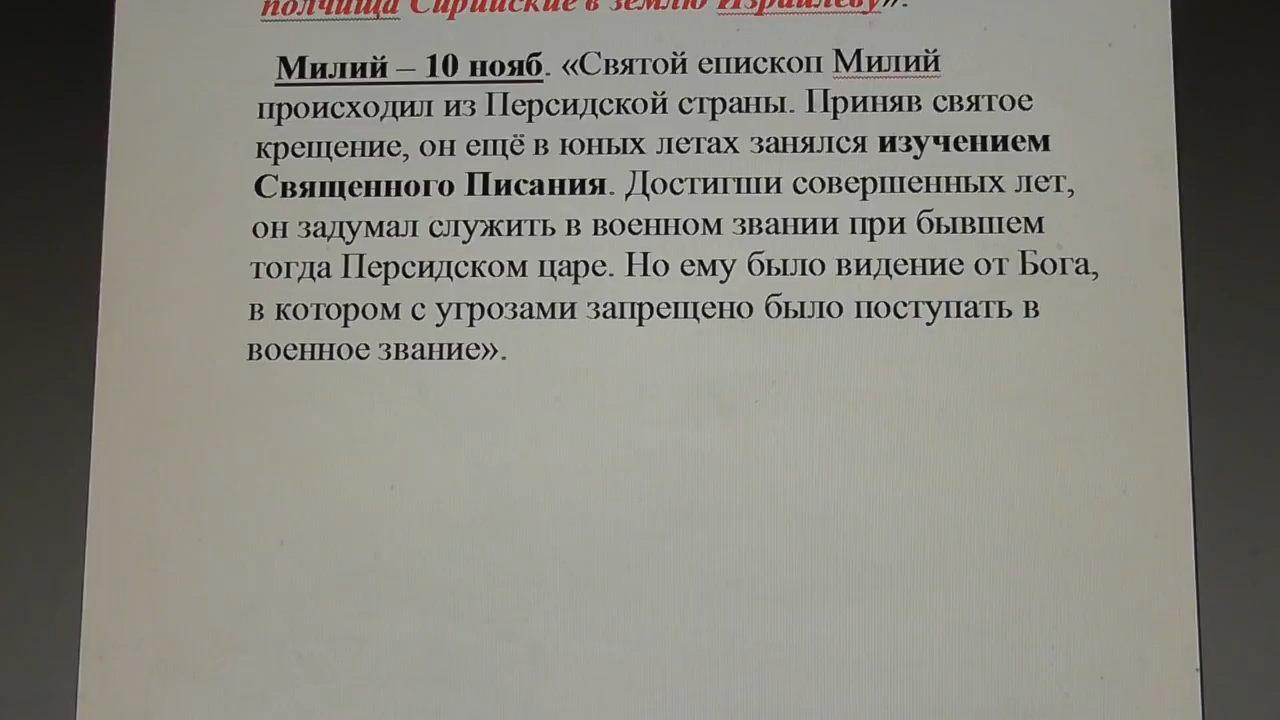 полчища Сирийские в землю Израилеву».
Милий – 10 нояб. «Святой епископ Милий
происходил из Персидской страны. Приняв святое
крещение, он ещё в юных летах занялся изучением
Священного Писания. Достигши совершенных лет,
он задумал служить в военном звании при бывшем
тогда Персидском царе. Но ему было видение от Бога,
в котором с угрозами запрещено было поступать в
военное звание».